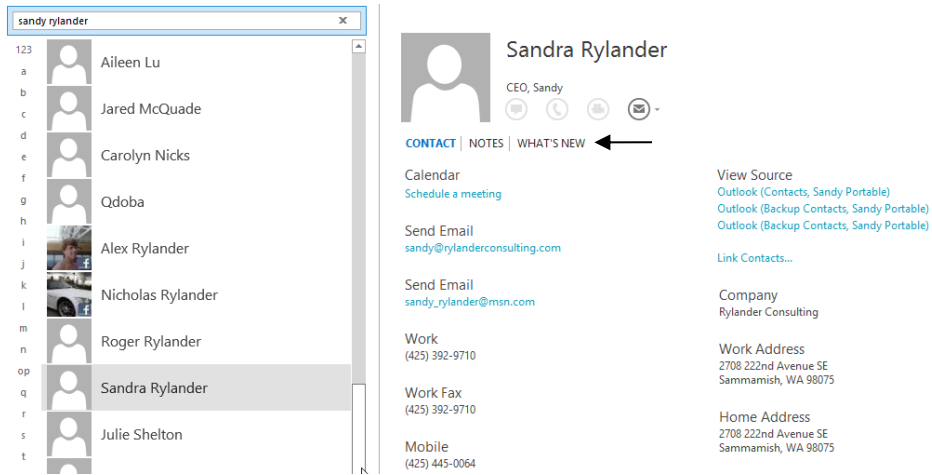 sandy rylander
123
a
b
c
d
e
f
g
h
i
j
k
l
m
n
op
q
r
s
t
Aileen Lu
Jared McQuade
Carolyn Nicks
Qdoba
Alex Rylander
Nicholas Rylander
Roger Rylander
Sandra Rylander
Julie Shelton
Sandra Rylander
CEO, Sandy
CONTACT | NOTES | WHAT'S NEW
Calendar
Schedule a meeting
Send Email
sandy@rylanderconsulting.com
Send Email
sandy_rylander@msn.com
Work
(425) 392-9710
Work Fax
(425) 392-9710
Mobile
(425) 445-0064
View Source
Outlook (Contacts, Sandy Portable)
Outlook (Backup Contacts, Sandy Portable)
Outlook (Backup Contacts, Sandy Portable)
Link Contacts...
Company
Rylander Consulting
Work Address
2708 222nd Avenue SE
Sammamish, WA 98075
Home Address
2708 222nd Avenue SE
Sammamish, WA 98075